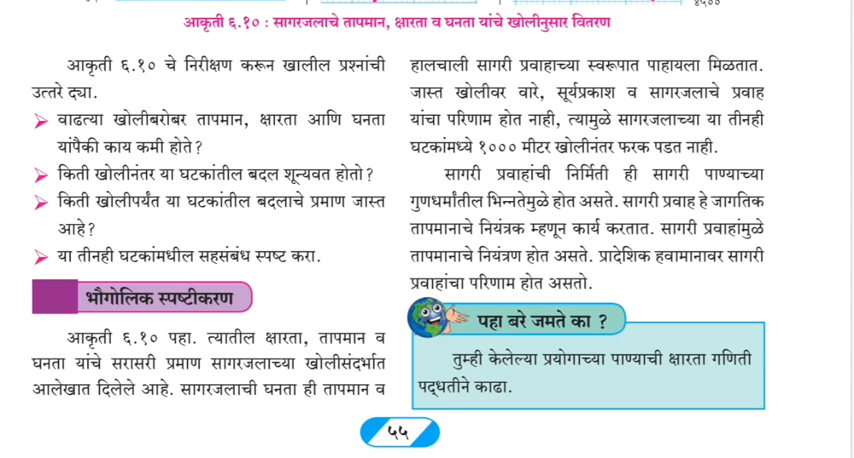 ४५००
आकृती ६.१० : सागरजलाचे तापमान, क्षारता व घनता यांचे खोलीनुसार वितरण
आकृती ६.१० चे निरीक्षण करून खालील प्रश्नांची
उत्तरे द्या.
➢ वाढत्या खोलीबरोबर तापमान, क्षारता आणि घनता
यांपैकी काय कमी होते?
➢ किती खोलीनंतर या घटकांतील बदल शून्यवत होतो?
➢ किती खोलीपर्यंत या घटकांतील बदलाचे प्रमाण जास्त
आहे?
➢ या तीनही घटकांमधील सहसंबंध स्पष्ट करा.
भौगोलिक स्पष्टीकरण
आकृती ६.१० पहा. त्यातील क्षारता, तापमान व
घनता यांचे सरासरी प्रमाण सागरजलाच्या खोलीसंदर्भात
आलेखात दिलेले आहे. सागरजलाची घनता ही तापमान व
हालचाली सागरी प्रवाहाच्या स्वरूपात पाहायला मिळतात.
जास्त खोलीवर वारे, सूर्यप्रकाश व सागरजलाचे प्रवाह
यांचा परिणाम होत नाही, त्यामुळे सागरजलाच्या या तीनही
घटकांमध्ये १००० मीटर खोलीनंतर फरक पडत नाही.
सागरी प्रवाहांची निर्मिती ही सागरी पाण्याच्या
गुणधर्मांतील भिन्नतेमुळे होत असते. सागरी प्रवाह हे जागतिक
तापमानाचे नियंत्रक म्हणून कार्य करतात. सागरी प्रवाहांमुळे
तापमानाचे नियंत्रण होत असते. प्रादेशिक हवामानावर सागरी
प्रवाहांचा परिणाम होत असतो.
पहा बरे जमते का ?
तुम्ही केलेल्या प्रयोगाच्या पाण्याची क्षारता गणिती
पद्धतीने काढा.
५५